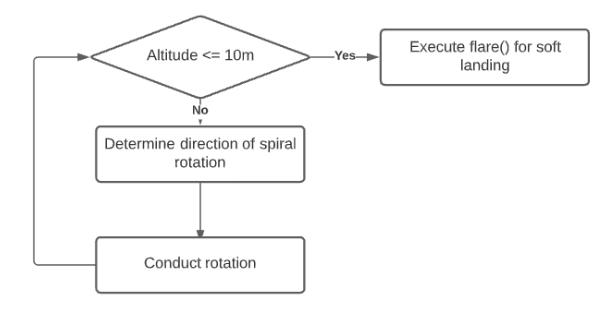 Altitude <= 10m
Yes
Execute flare() for soft
landing
No
Determine direction of spiral
rotation
Conduct rotation